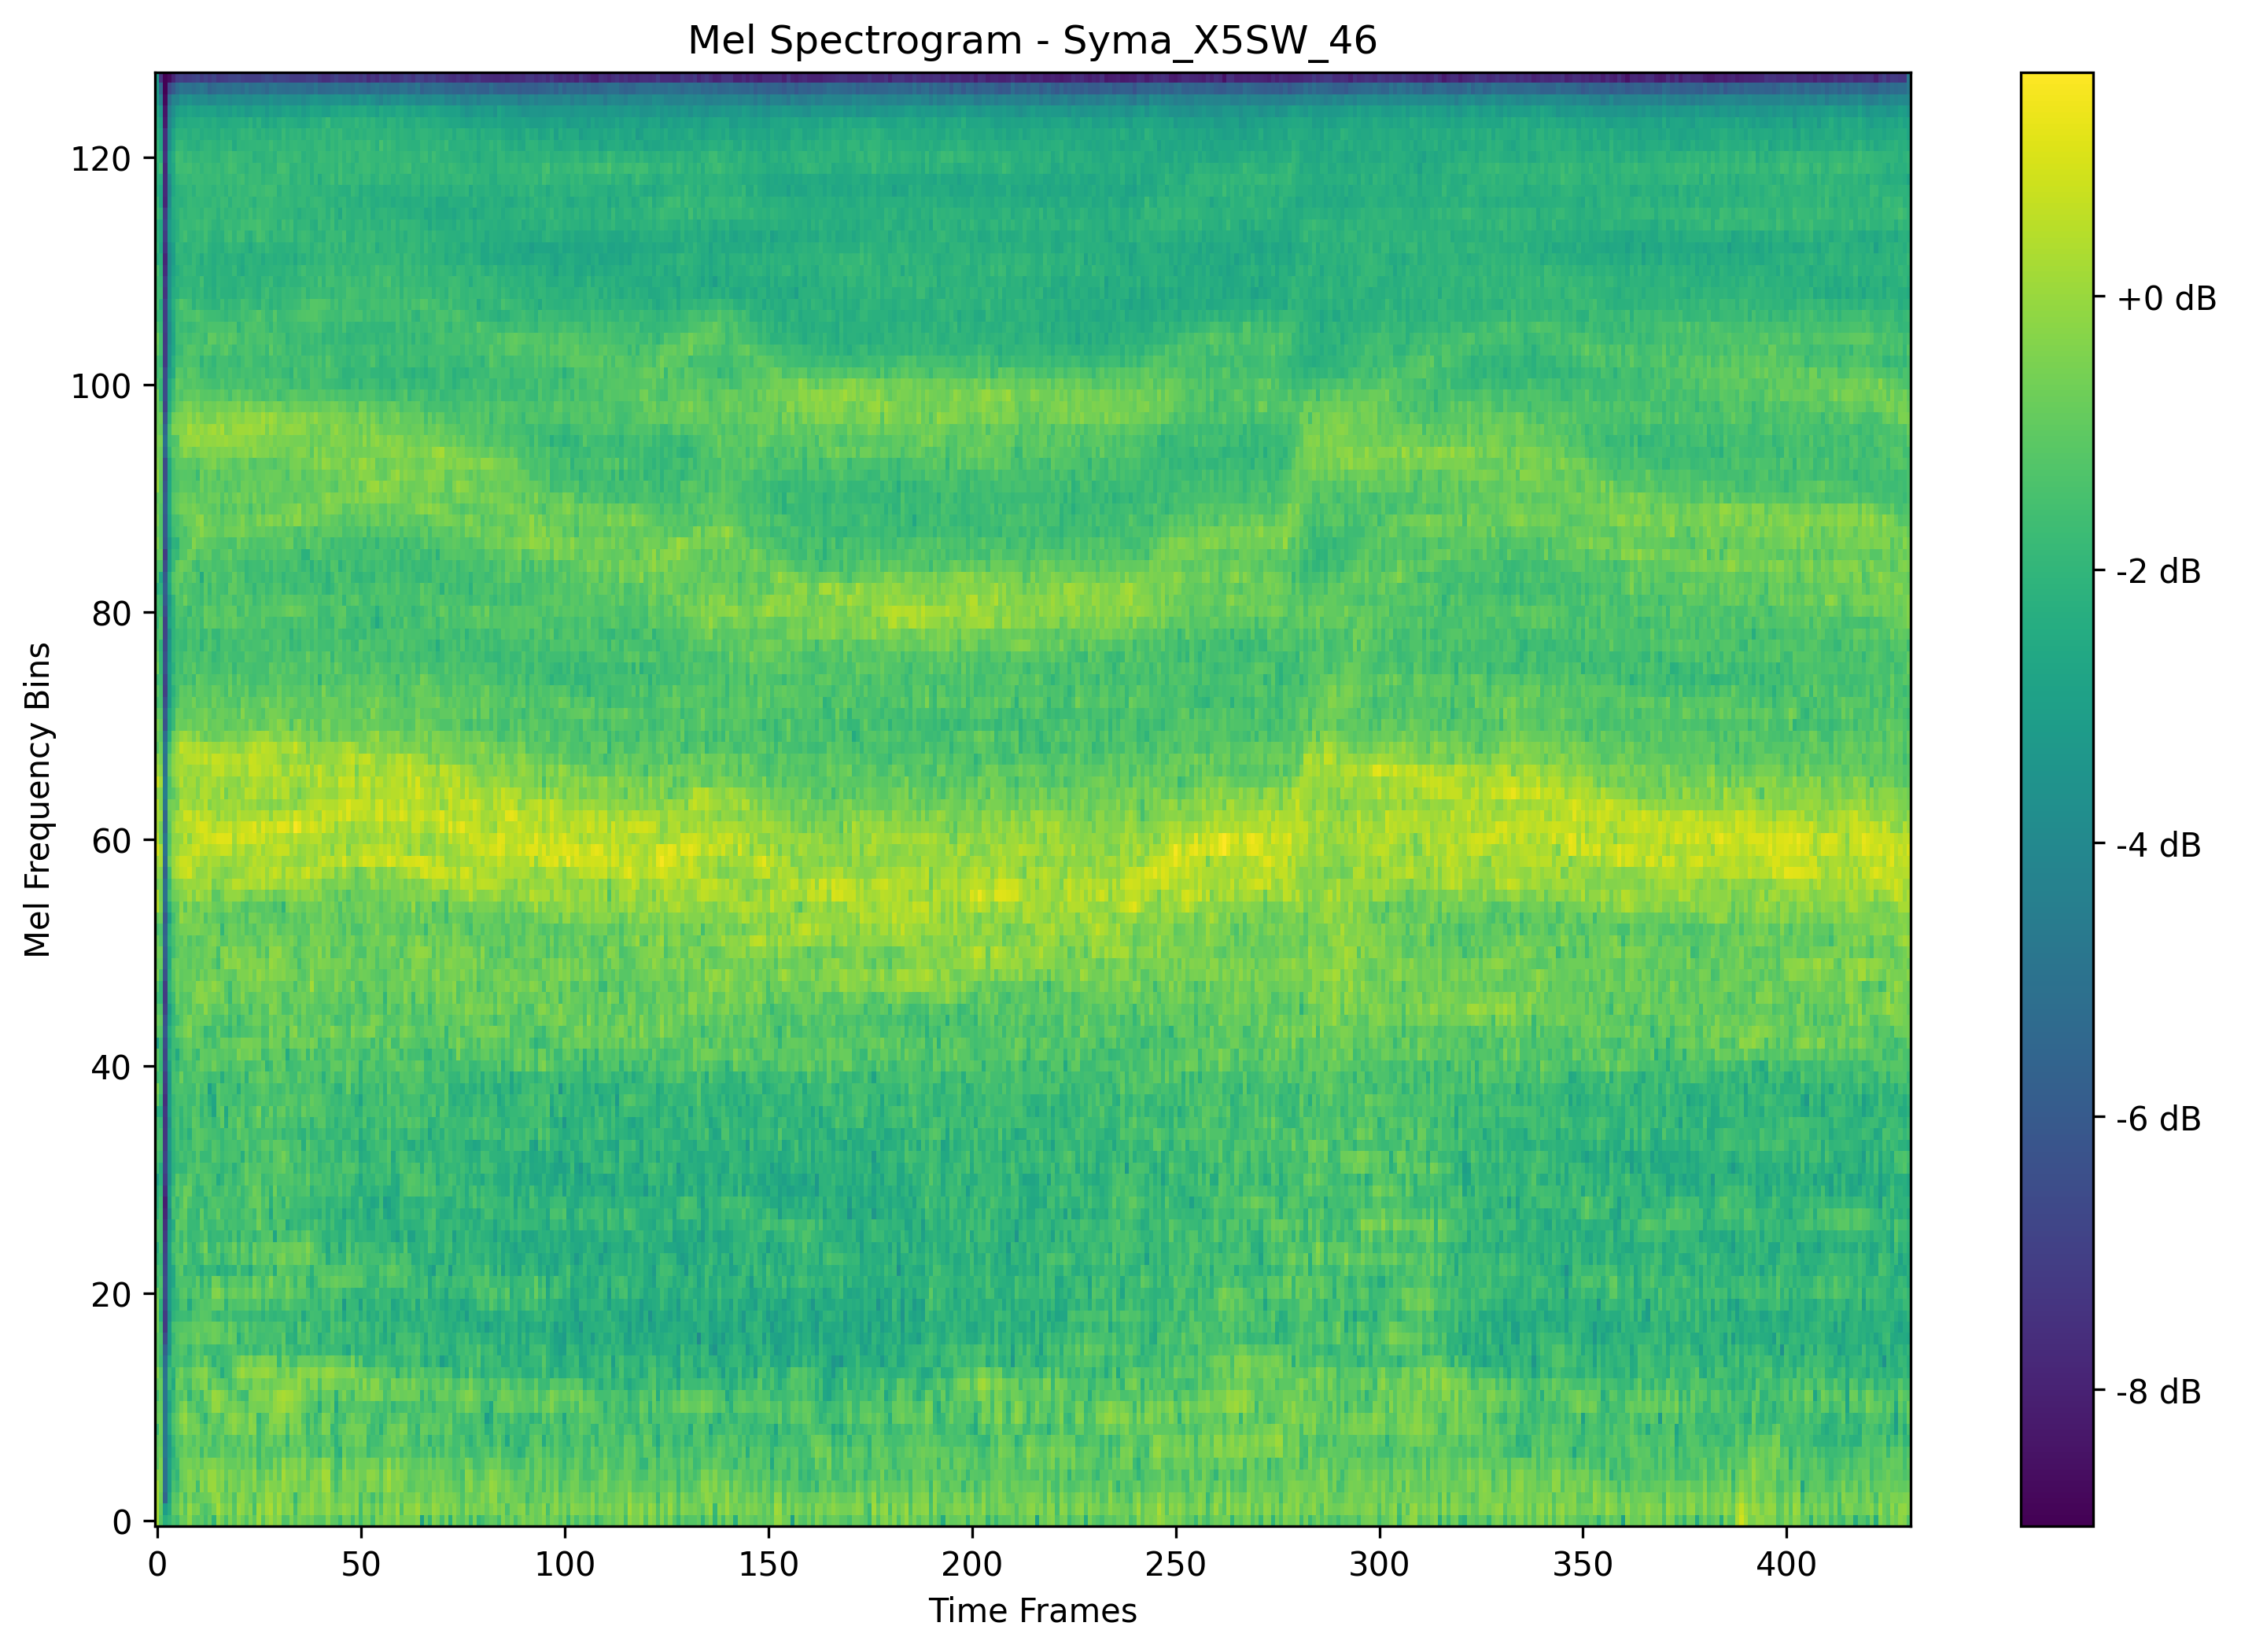 Mel Spectrogram - Syma_X5SW_46
Mel Frequency Bins
120
100
80
60
40
20
0
0 50 100 150 200 250 300 350 400
Time Frames
+0 dB
-2 dB
-4 dB
-6 dB
-8 dB